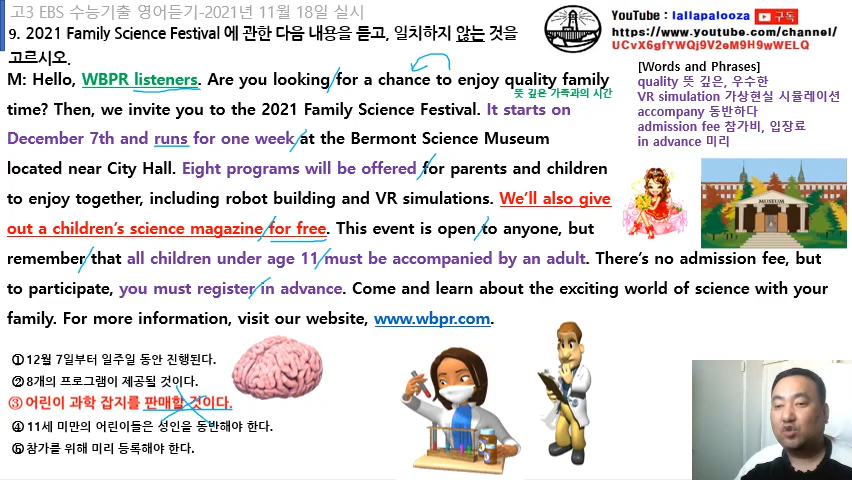 고3 EBS 수능기출 영어듣기-2021년 11월 18일 실시
9. 2021 Family Science Festival 에 관한 다음 내용을 듣고, 일치하지 않는 것을
고르시오.
M: Hello, WBPR listeners. Are you looking for a chance to enjoy quality family
뜻 깊은 가족과의 시간
time? Then, we invite you to the 2021 Family Science Festival. It starts on
December 7th and runs for one week at the Bermont Science Museum
located near City Hall. Eight programs will be offered for parents and children
to enjoy together, including robot building and VR simulations. We'll also give
out a children's science magazine for free. This event is open to anyone, but
remember that all children under age 11 must be accompanied by an adult. There's no admission fee, but
to participate, you must register in advance. Come and learn about the exciting world of science with your
family. For more information, visit our website, www.wbpr.com.
① 12월 7일부터 일주일 동안 진행된다.
② 8개의 프로그램이 제공될 것이다.
③ 어린이 과학 잡지를 판매할 것이다.
④ 11세 미만의 어린이들은 성인을 동반해야 한다.
⑤ 참가를 위해 미리 등록해야 한다.
YouTube : lallapalooza 구독
https://www.youtube.com/channel/
UCvX6gfYWQj9V2eM9H9wWELQ
[Words and Phrases]
quality 뜻 깊은, 우수한
VR simulation 가상현실 시뮬레이션
accompany 동반하다
admission fee 참가비, 입장료
in advance 미리
MUSEUM